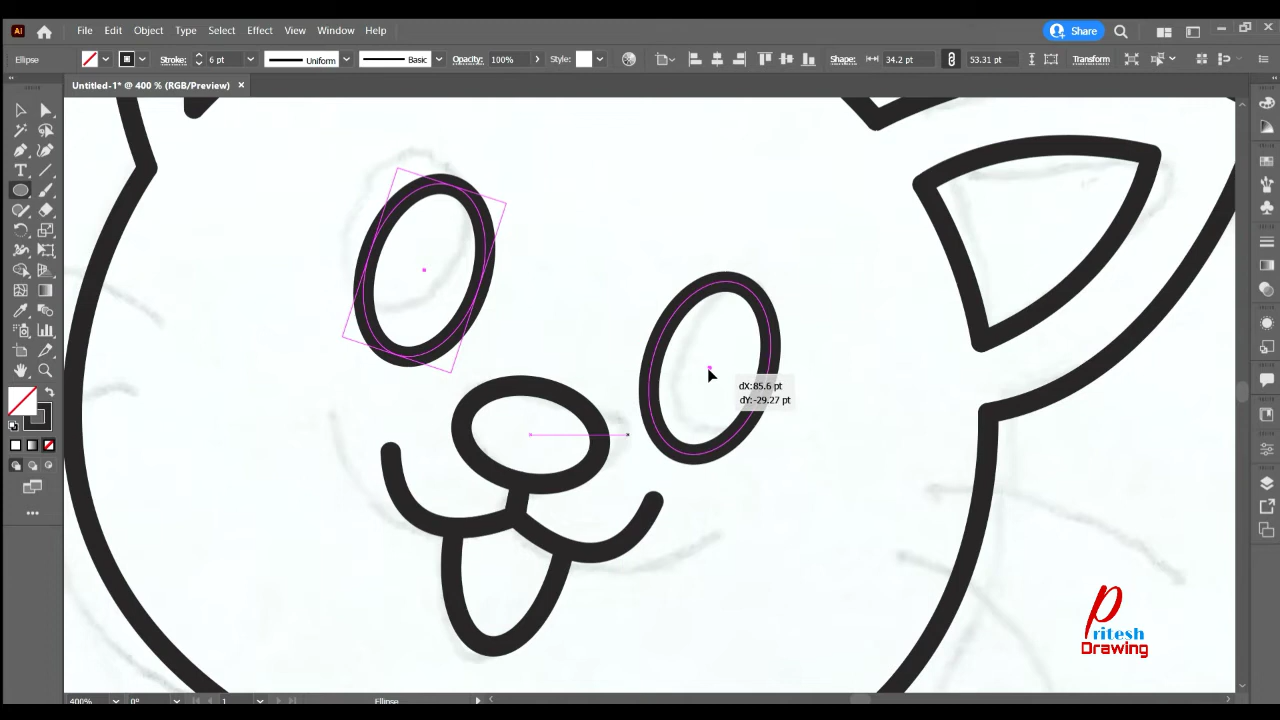 Ai
File Edit Object Type Select Effect View Window Help
Share
Ellipse
Stroke: 6 pt Uniform Basic Opacity: 100% Style: Shape: 34.2 pt 53.31 pt Transform
Untitled-1* @ 400 % (RGB/Preview) ×
dX:85.6 pt
dY:-29.27 pt
Pritesh
Drawing
400% 0° 1 Ellipse